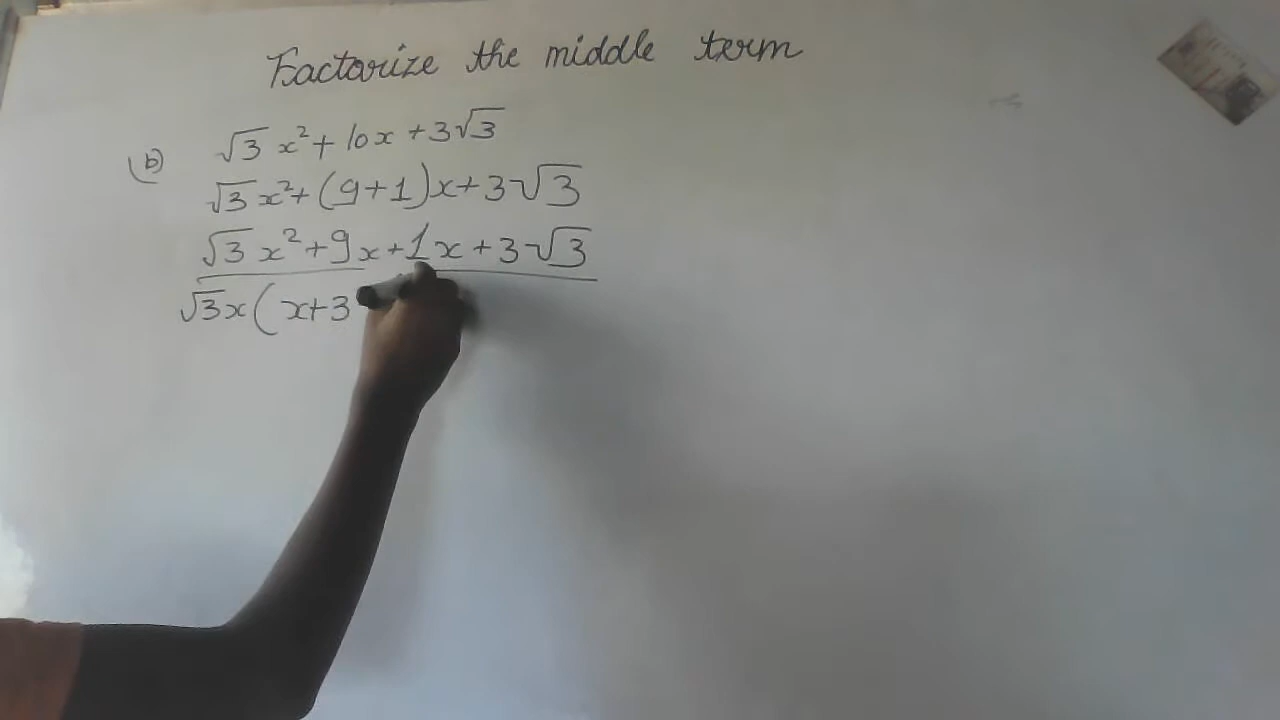 Factorize the middle term
(b) √3 x² + 10x + 3√3
√3 x² + (9+1)x + 3√3
√3 x² + 9x + 1x + 3√3
√3x ( x+3